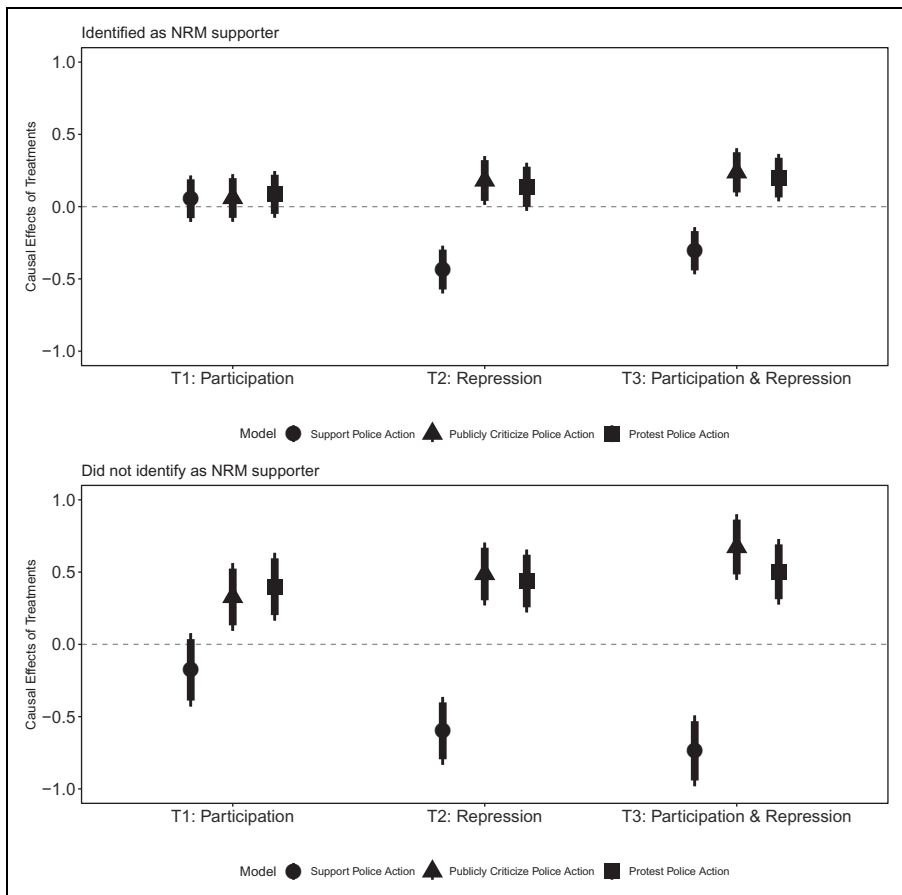 Identified as NRM supporter
1.0
0.5
0.0
−0.5
−1.0
Causal Effects of Treatments
T1: Participation T2: Repression T3: Participation & Repression
Model Support Police Action Publicly Criticize Police Action Protest Police Action
Did not identify as NRM supporter
1.0
0.5
0.0
−0.5
−1.0
Causal Effects of Treatments
T1: Participation T2: Repression T3: Participation & Repression
Model Support Police Action Publicly Criticize Police Action Protest Police Action